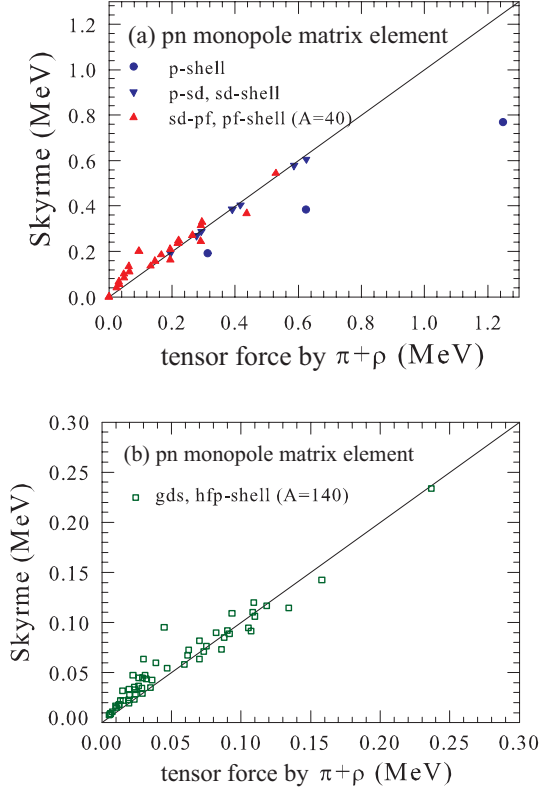 (a) pn monopole matrix element
p-shell
p-sd, sd-shell
sd-pf, pf-shell (A=40)
Skyrme (MeV)
1.2
1.0
0.8
0.6
0.4
0.2
0.0
0.0 0.2 0.4 0.6 0.8 1.0 1.2
tensor force by π+ρ (MeV)
(b) pn monopole matrix element
gds, hfp-shell (A=140)
Skyrme (MeV)
0.30
0.25
0.20
0.15
0.10
0.05
0.00
0.00 0.05 0.10 0.15 0.20 0.25 0.30
tensor force by π+ρ (MeV)